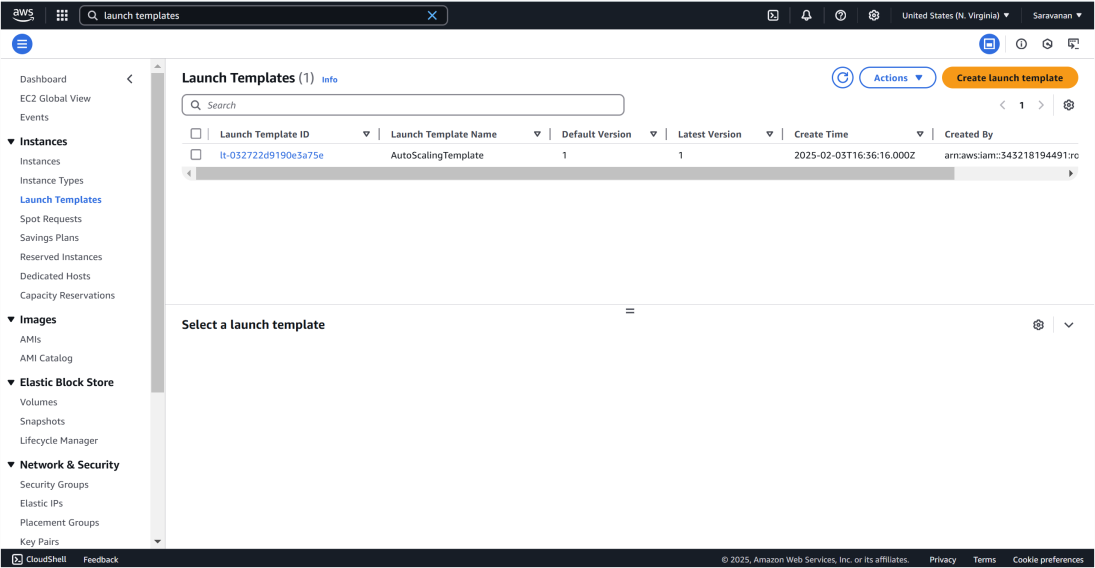 aws
launch templates
United States (N. Virginia)
Saravanan
Dashboard
EC2 Global View
Events
Instances
Instances
Instance Types
Launch Templates
Spot Requests
Savings Plans
Reserved Instances
Dedicated Hosts
Capacity Reservations
Images
AMIs
AMI Catalog
Elastic Block Store
Volumes
Snapshots
Lifecycle Manager
Network & Security
Security Groups
Elastic IPs
Placement Groups
Key Pairs
Launch Templates (1) Info
Actions
Create launch template
Search
1
Launch Template ID Launch Template Name Default Version Latest Version Create Time Created By
lt-032722d9190e3a75e AutoScalingTemplate 1 1 2025-02-03T16:36:16.000Z arn:aws:iam::343218194491:ro
Select a launch template
CloudShell Feedback © 2025, Amazon Web Services, Inc. or its affiliates. Privacy Terms Cookie preferences